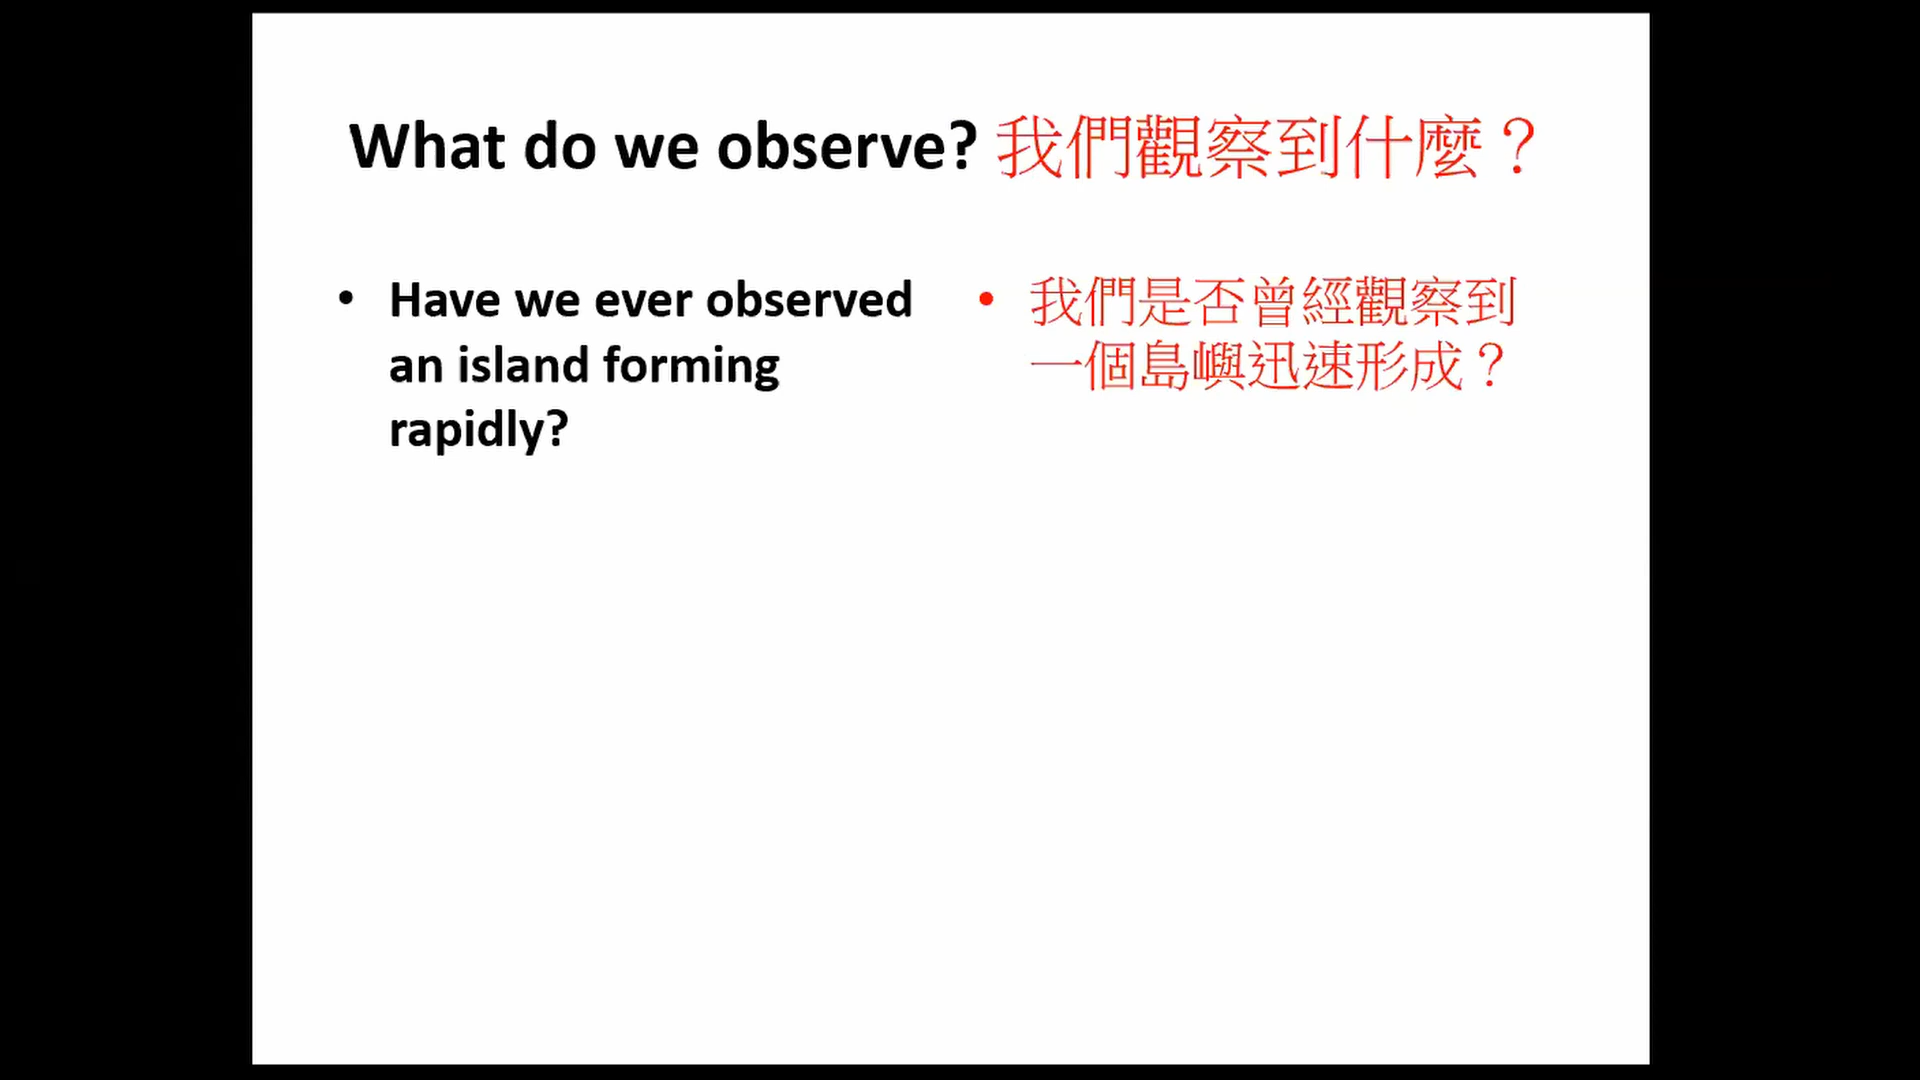 What do we observe? 我們觀察到什麼？
• Have we ever observed
an island forming
rapidly?
• 我們是否曾經觀察到
一個島嶼迅速形成？